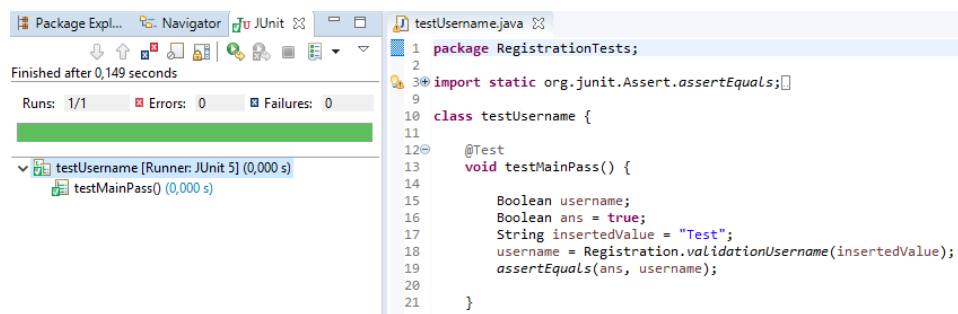 Package Expl... Navigator JUnit
Finished after 0,149 seconds
Runs: 1/1 Errors: 0 Failures: 0
testUsername [Runner: JUnit 5] (0,000 s)
testMainPass() (0,000 s)
testUsername.java
1 package RegistrationTests;
2
3 import static org.junit.Assert.assertEquals;
9
10 class testUsername {
11
12 @Test
13 void testMainPass() {
14
15 Boolean username;
16 Boolean ans = true;
17 String insertedValue = "Test";
18 username = Registration.validationUsername(insertedValue);
19 assertEquals(ans, username);
20
21 }